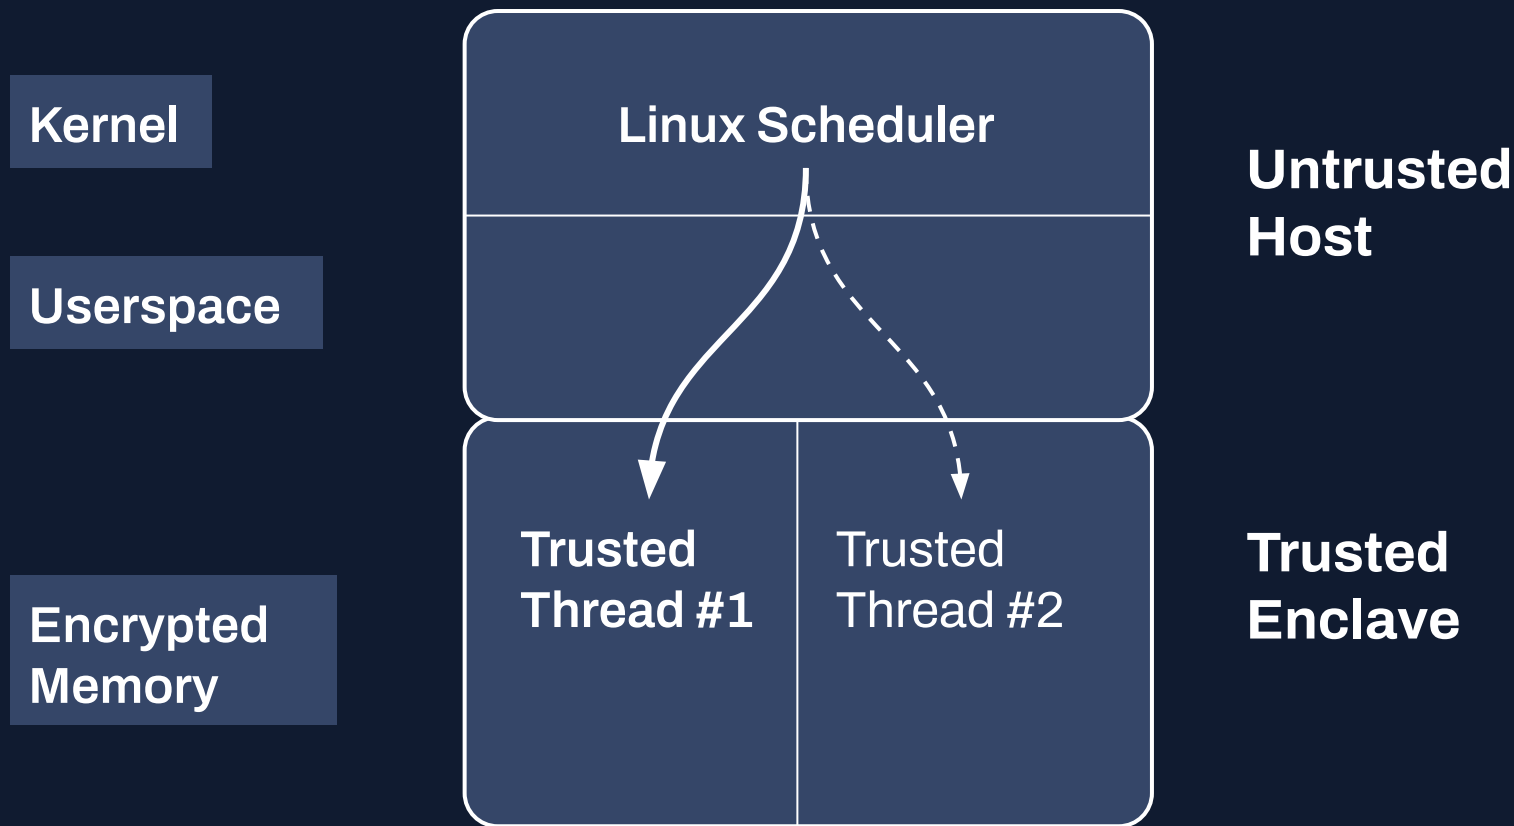 Kernel
Linux Scheduler
Untrusted
Host
Userspace
Trusted
Thread #1
Trusted
Thread #2
Trusted
Enclave
Encrypted
Memory